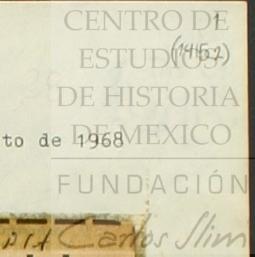 CENTRO DE
1
ESTUDIOS
(1452)
DE HISTORIA
DE MEXICO
to de 1968
FUNDACIÓN
Carlos Slim